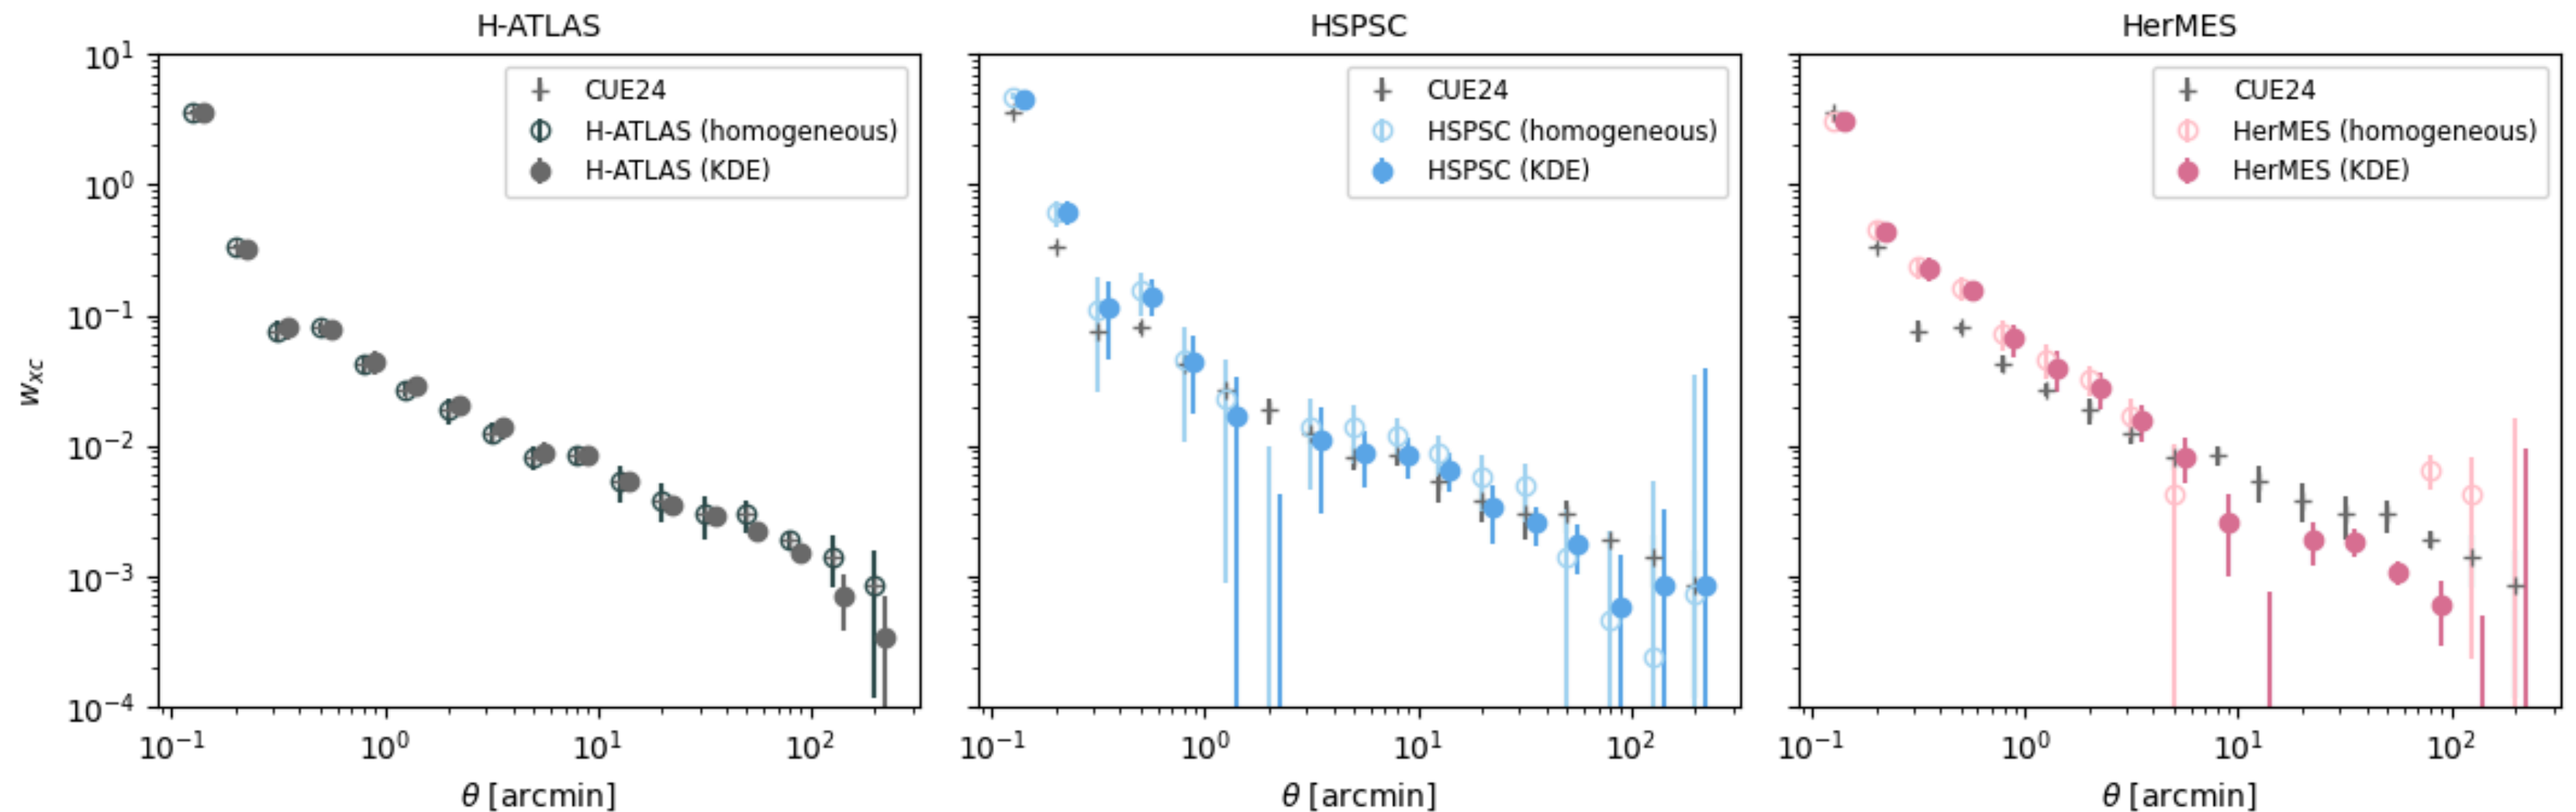 H-ATLAS
HSPSC
HerMES
w_{xc}
10^1
10^0
10^{-1}
10^{-2}
10^{-3}
10^{-4}
CUE24
H-ATLAS (homogeneous)
H-ATLAS (KDE)
10^{-1}
10^0
10^1
10^2
θ [arcmin]
CUE24
HSPSC (homogeneous)
HSPSC (KDE)
10^{-1}
10^0
10^1
10^2
θ [arcmin]
CUE24
HerMES (homogeneous)
HerMES (KDE)
10^{-1}
10^0
10^1
10^2
θ [arcmin]